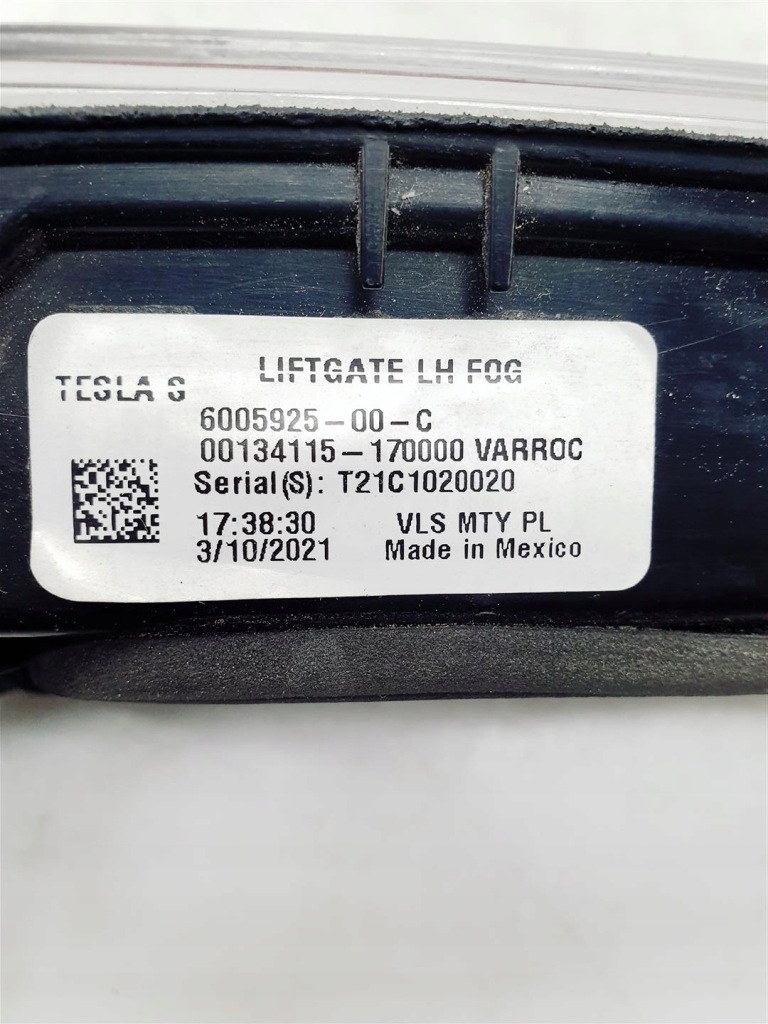 LIFTGATE LH FOG
TESLA S
6005925-00-C
00134115-170000 VARROC
Serial(S): T21C1020020
17:38:30 VLS MTY PL
3/10/2021 Made in Mexico